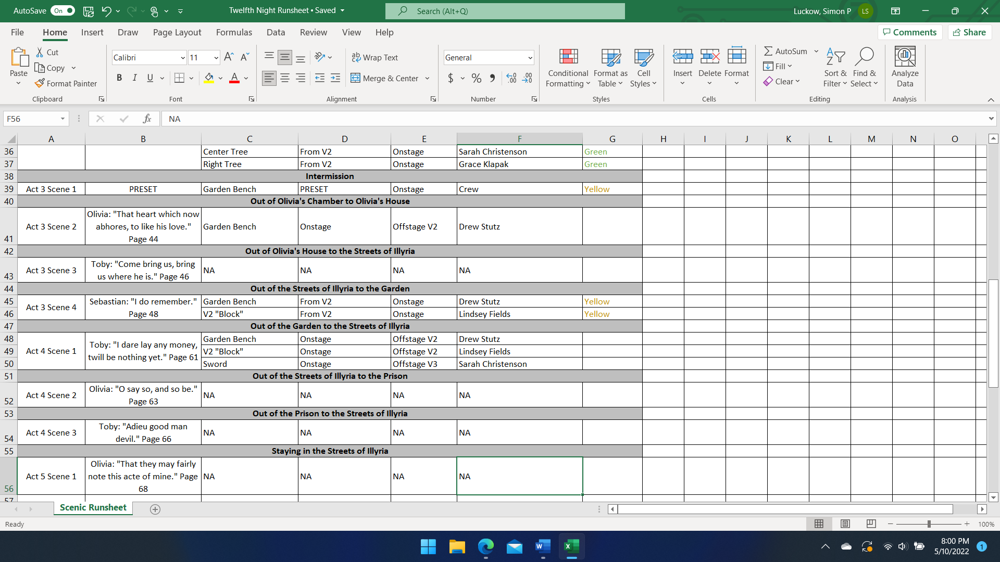 AutoSave On Twelfth Night Runsheet • Saved Search (Alt+Q) Luckow, Simon P LS
File Home Insert Draw Page Layout Formulas Data Review View Help Comments Share
Paste Cut Copy Format Painter Clipboard
Calibri 11 B I U A Font
Wrap Text Merge & Center Alignment
General $ % Number
Conditional Formatting Format as Table Cell Styles Styles
Insert Delete Format Cells
AutoSum Fill Clear Sort & Filter Find & Select Editing
Analyze Data Analysis
F56 fx NA
A B C D E F G H I J K L M N O
36 Center Tree From V2 Onstage Sarah Christenson Green
37 Right Tree From V2 Onstage Grace Klapak Green
38 Intermission
39 Act 3 Scene 1 PRESET Garden Bench PRESET Onstage Crew Yellow
40 Out of Olivia's Chamber to Olivia's House
41 Act 3 Scene 2 Olivia: "That heart which now
abhores, to like his love."
Page 44 Garden Bench Onstage Offstage V2 Drew Stutz
42 Out of Olivia's House to the Streets of Illyria
43 Act 3 Scene 3 Toby: "Come bring us, bring
us where he is." Page 46 NA NA NA NA
44 Out of the Streets of Illyria to the Garden
45 Act 3 Scene 4 Sebastian: "I do remember." Garden Bench From V2 Onstage Drew Stutz Yellow
46 Page 48 V2 "Block" From V2 Onstage Lindsey Fields Yellow
47 Out of the Garden to the Streets of Illyria
48 Garden Bench Onstage Offstage V2 Drew Stutz
49 Act 4 Scene 1 Toby: "I dare lay any money,
twill be nothing yet." Page 61 V2 "Block" Onstage Offstage V2 Lindsey Fields
50 Sword Onstage Offstage V3 Sarah Christenson
51 Out of the Streets of Illyria to the Prison
52 Act 4 Scene 2 Olivia: "O say so, and so be."
Page 63 NA NA NA NA
53 Out of the Prison to the Streets of Illyria
54 Act 4 Scene 3 Toby: "Adieu good man
devil." Page 66 NA NA NA NA
55 Staying in the Streets of Illyria
56 Act 5 Scene 1 Olivia: "That they may fairly
note this acte of mine." Page
68 NA NA NA NA
57
Scenic Runsheet
Ready 100%
8:00 PM
5/10/2022 1